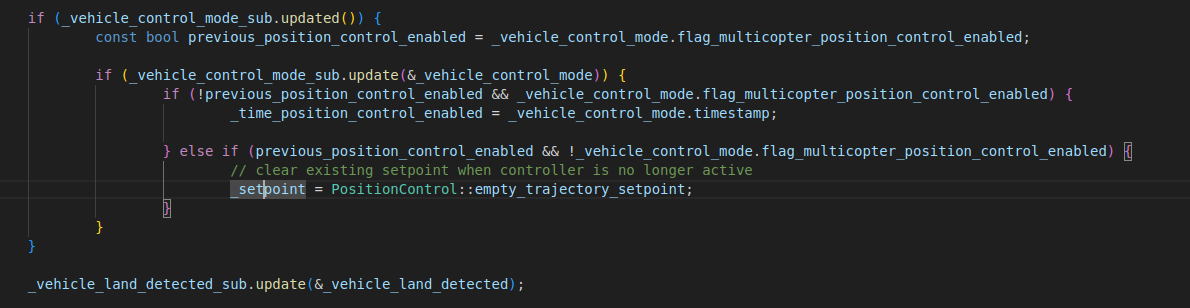 if (_vehicle_control_mode_sub.updated()) {
const bool previous_position_control_enabled = _vehicle_control_mode.flag_multicopter_position_control_enabled;
if (_vehicle_control_mode_sub.update(&_vehicle_control_mode)) {
if (!previous_position_control_enabled && _vehicle_control_mode.flag_multicopter_position_control_enabled) {
_time_position_control_enabled = _vehicle_control_mode.timestamp;
} else if (previous_position_control_enabled && !_vehicle_control_mode.flag_multicopter_position_control_enabled) {
// clear existing setpoint when controller is no longer active
_setpoint = PositionControl::empty_trajectory_setpoint;
}
}
}
_vehicle_land_detected_sub.update(&_vehicle_land_detected);